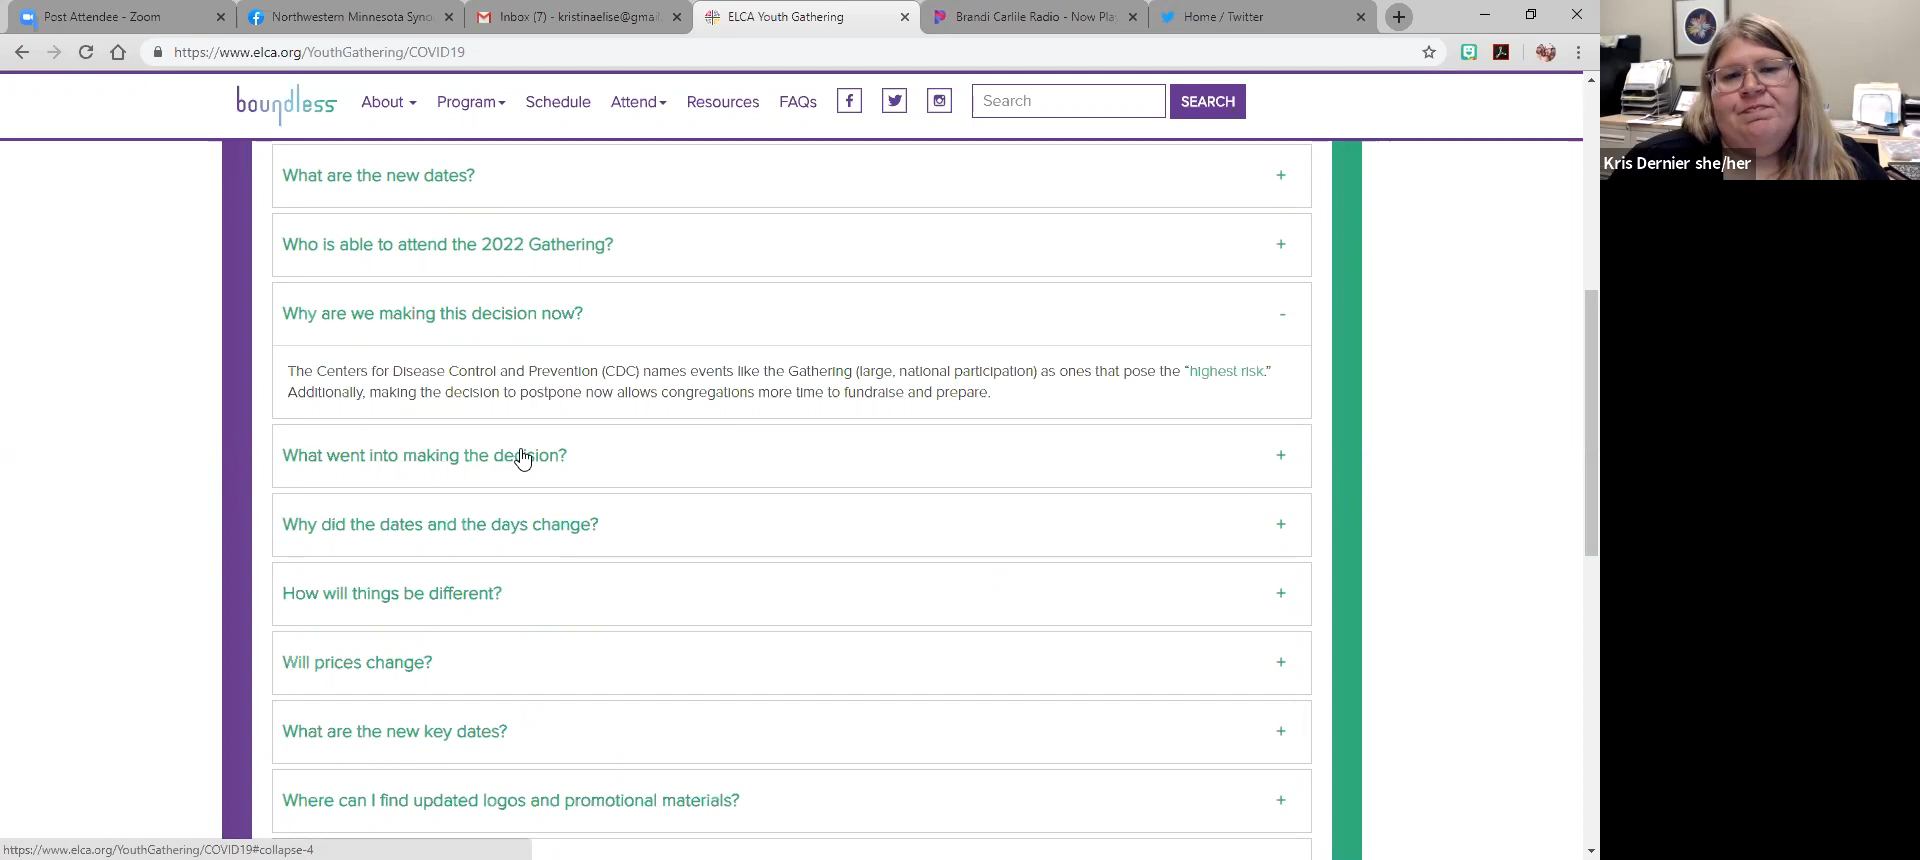 Post Attendee - Zoom
Northwestern Minnesota Syno
Inbox (7) - kristinaelise@gmail.
ELCA Youth Gathering
Brandi Carlile Radio - Now Pla
Home / Twitter
https://www.elca.org/YouthGathering/COVID19
boundless
About
Program
Schedule
Attend
Resources
FAQs
Search
SEARCH
Kris Dernier she/her
What are the new dates? +
Who is able to attend the 2022 Gathering? +
Why are we making this decision now? -
The Centers for Disease Control and Prevention (CDC) names events like the Gathering (large, national participation) as ones that pose the “highest risk.”
Additionally, making the decision to postpone now allows congregations more time to fundraise and prepare.
What went into making the decision? +
Why did the dates and the days change? +
How will things be different? +
Will prices change? +
What are the new key dates? +
Where can I find updated logos and promotional materials? +
https://www.elca.org/YouthGathering/COVID19#collapse-4